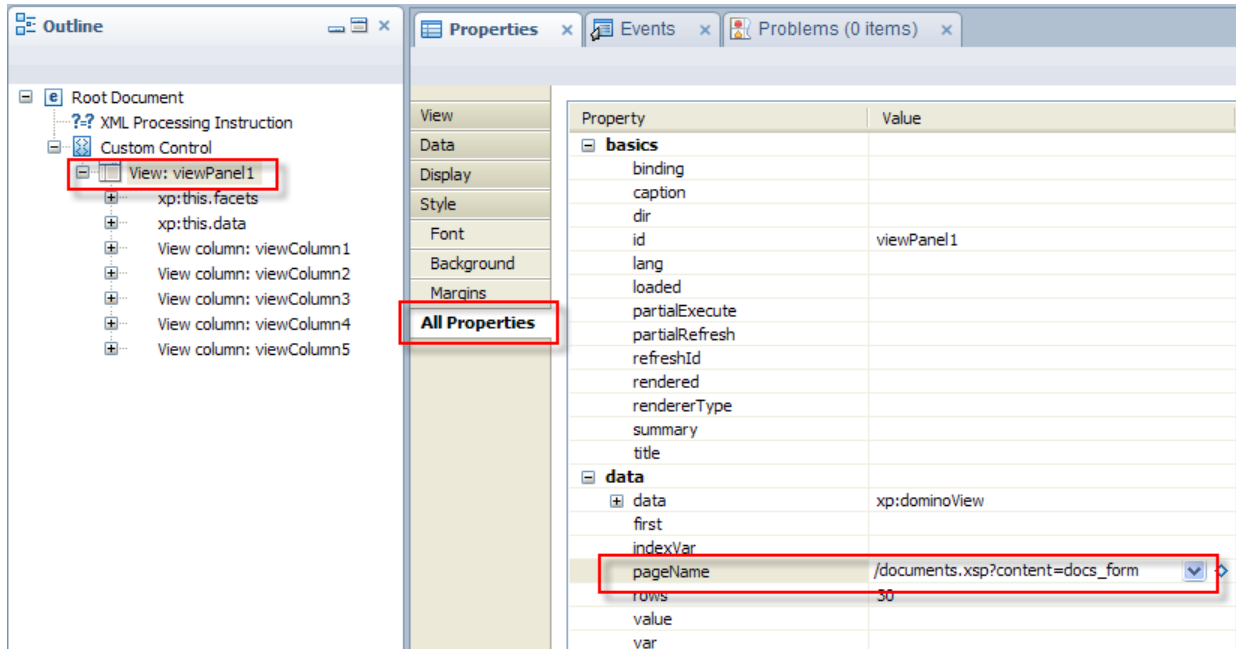 Outline
Root Document
?=? XML Processing Instruction
Custom Control
View: viewPanel1
xp:this.facets
xp:this.data
View column: viewColumn1
View column: viewColumn2
View column: viewColumn3
View column: viewColumn4
View column: viewColumn5
Properties Events Problems (0 items)
View
Data
Display
Style
Font
Background
Margins
All Properties
Property Value
basics
binding
caption
dir
id viewPanel1
lang
loaded
partialExecute
partialRefresh
refreshId
rendered
rendererType
summary
title
data
data xp:dominoView
first
indexVar
pageName /documents.xsp?content=docs_form
rows 30
value
var